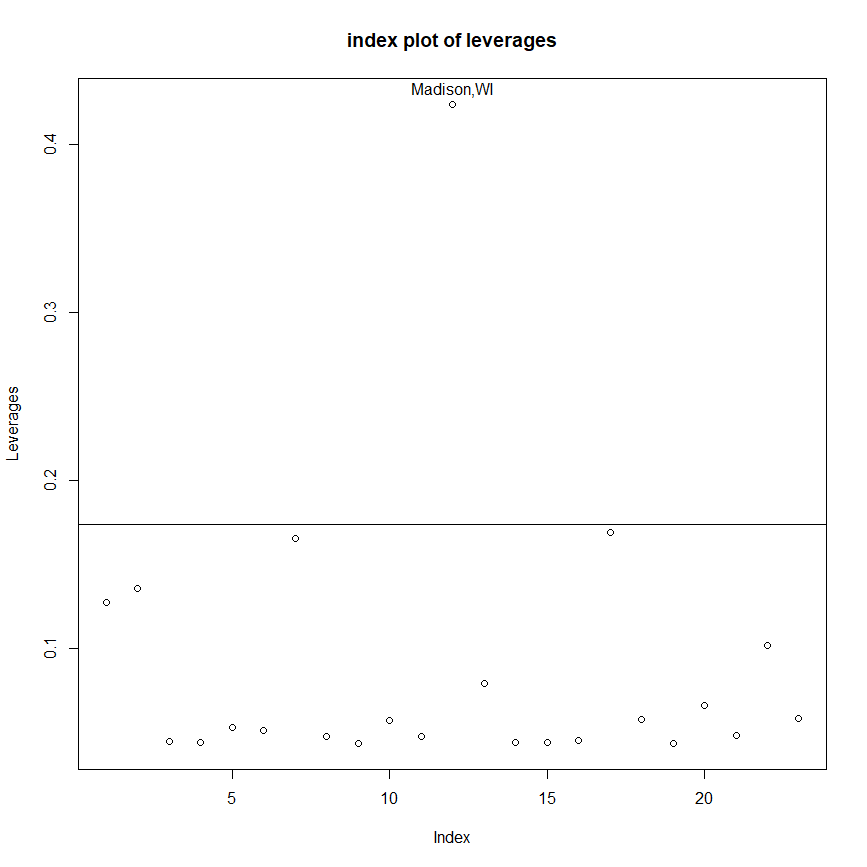 index plot of leverages
Madison,WI
0.4
0.3
0.2
0.1
Leverages
5 10 15 20
Index